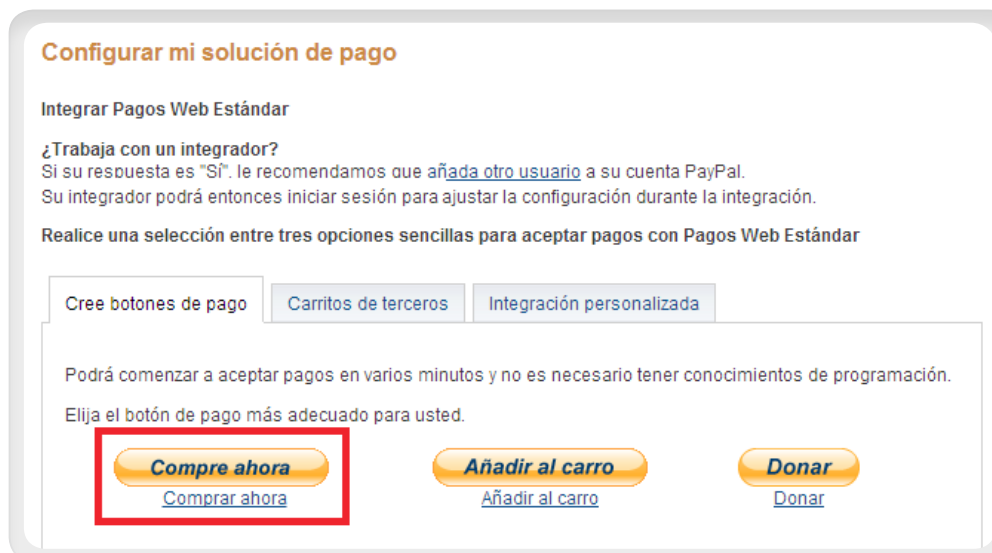 Configurar mi solución de pago
Integrar Pagos Web Estándar
¿Trabaja con un integrador?
Si su respuesta es "Sí", le recomendamos que añada otro usuario a su cuenta PayPal.
Su integrador podrá entonces iniciar sesión para ajustar la configuración durante la integración.
Realice una selección entre tres opciones sencillas para aceptar pagos con Pagos Web Estándar
Cree botones de pago Carritos de terceros Integración personalizada
Podrá comenzar a aceptar pagos en varios minutos y no es necesario tener conocimientos de programación.
Elija el botón de pago más adecuado para usted.
Compre ahora Añadir al carro Donar
Comprar ahora Añadir al carro Donar